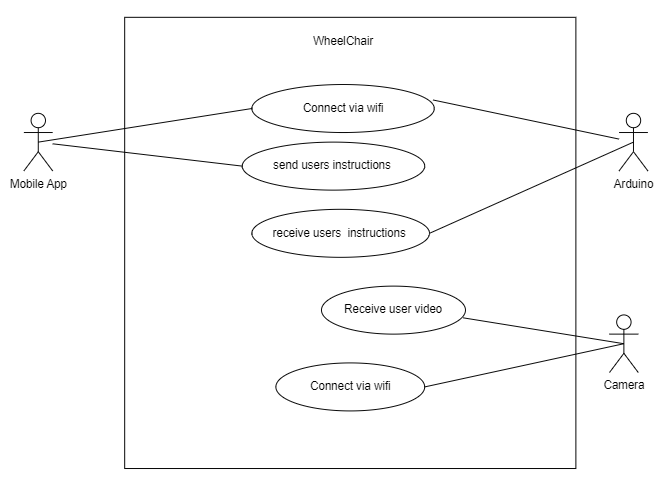 WheelChair
Connect via wifi
send users instructions
Mobile App
Arduino
receive users  instructions
Receive user video
Connect via wifi
Camera